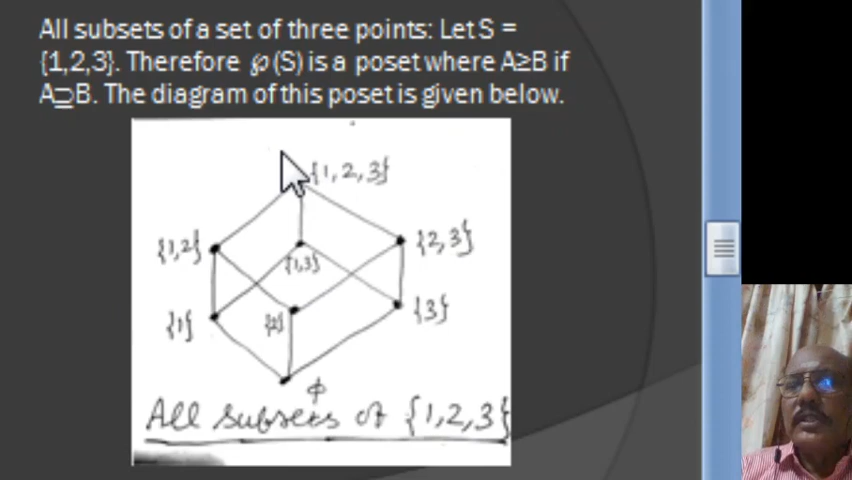 All subsets of a set of three points: Let S =
{1,2,3}. Therefore ℘(S) is a poset where A≥B if
A⊇B. The diagram of this poset is given below.
{1, 2, 3}
{1,2} {1,3} {2,3}
{1} {2} {3}
ϕ
All subsets of {1,2,3}